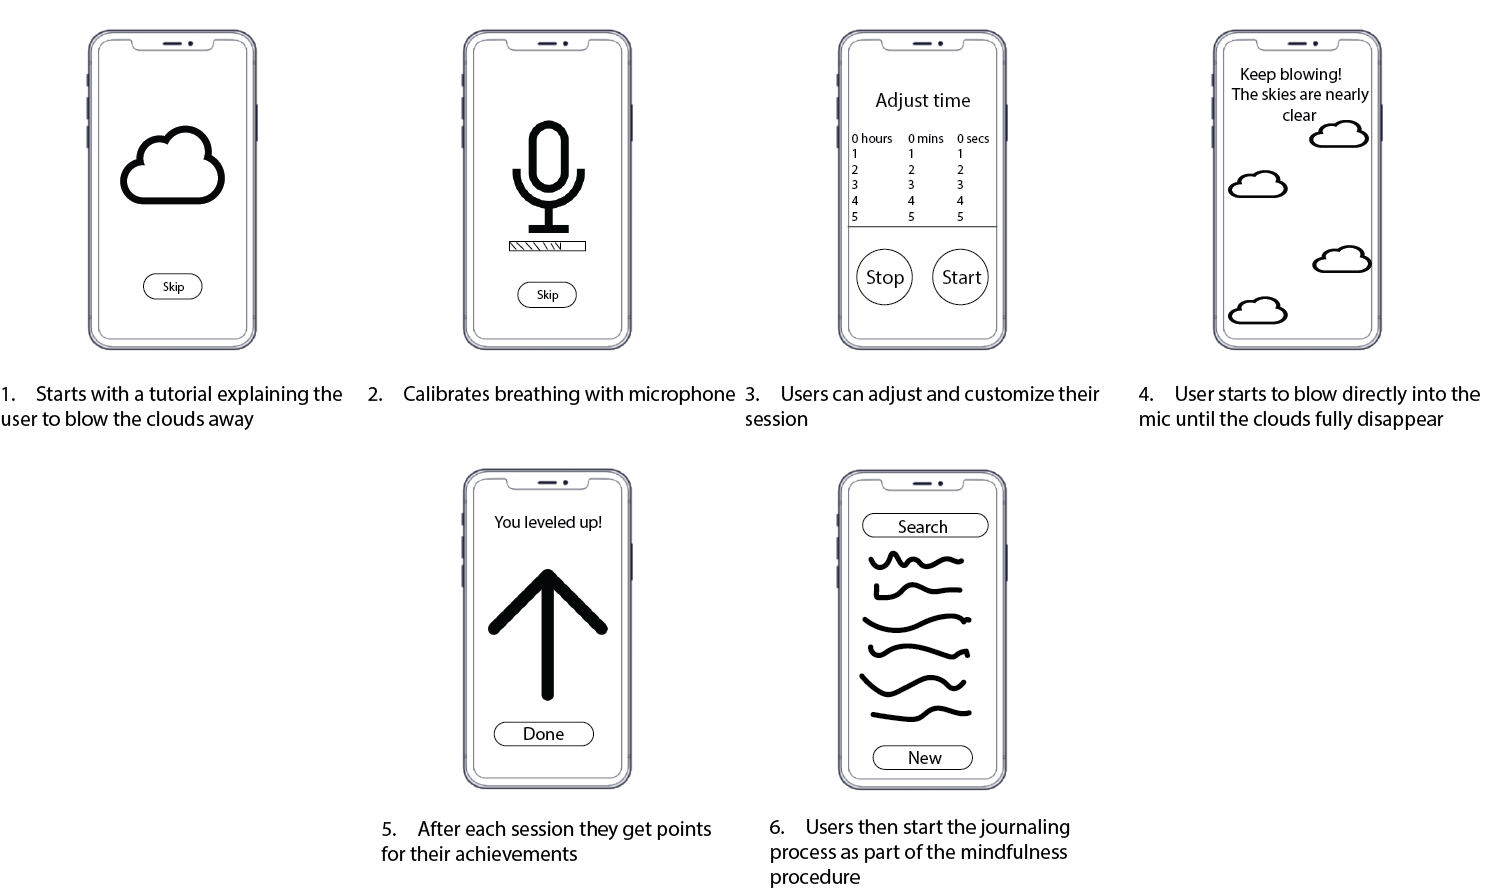 Skip
Skip
Adjust time
0 hours 0 mins 0 secs
1 1 1
2 2 2
3 3 3
4 4 4
5 5 5
Stop Start
Keep blowing!
The skies are nearly
clear
1. Starts with a tutorial explaining the
user to blow the clouds away
2. Calibrates breathing with microphone
3. Users can adjust and customize their
session
4. User starts to blow directly into the
mic until the clouds fully disappear
You leveled up!
Done
Search
New
5. After each session they get points
for their achievements
6. Users then start the journaling
process as part of the mindfulness
procedure